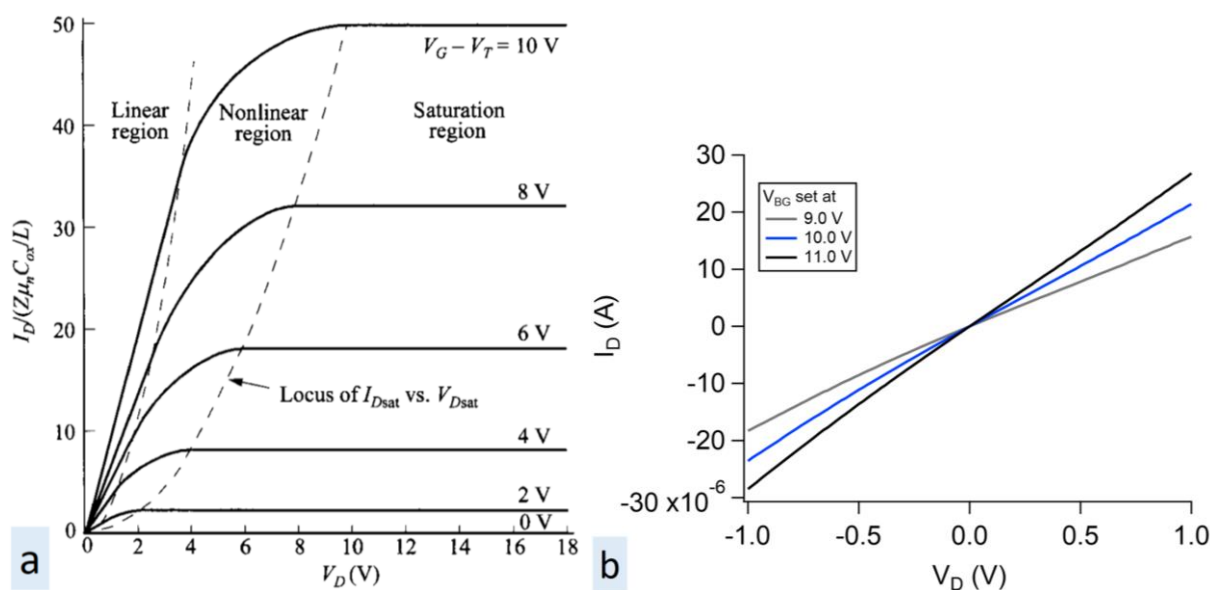 50
40
30
20
10
0
I_D/(Zμ_nC_ox/L)
V_G – V_T = 10 V
Linear
region
Nonlinear
region
Saturation
region
8 V
6 V
Locus of I_Dsat vs. V_Dsat
4 V
2 V
0 V
0 2 4 6 8 10 12 14 16 18
V_D (V)
a
30
20
10
0
-10
-20
-30 x10^-6
I_D (A)
V_BG set at
9.0 V
10.0 V
11.0 V
-1.0 -0.5 0.0 0.5 1.0
V_D (V)
b